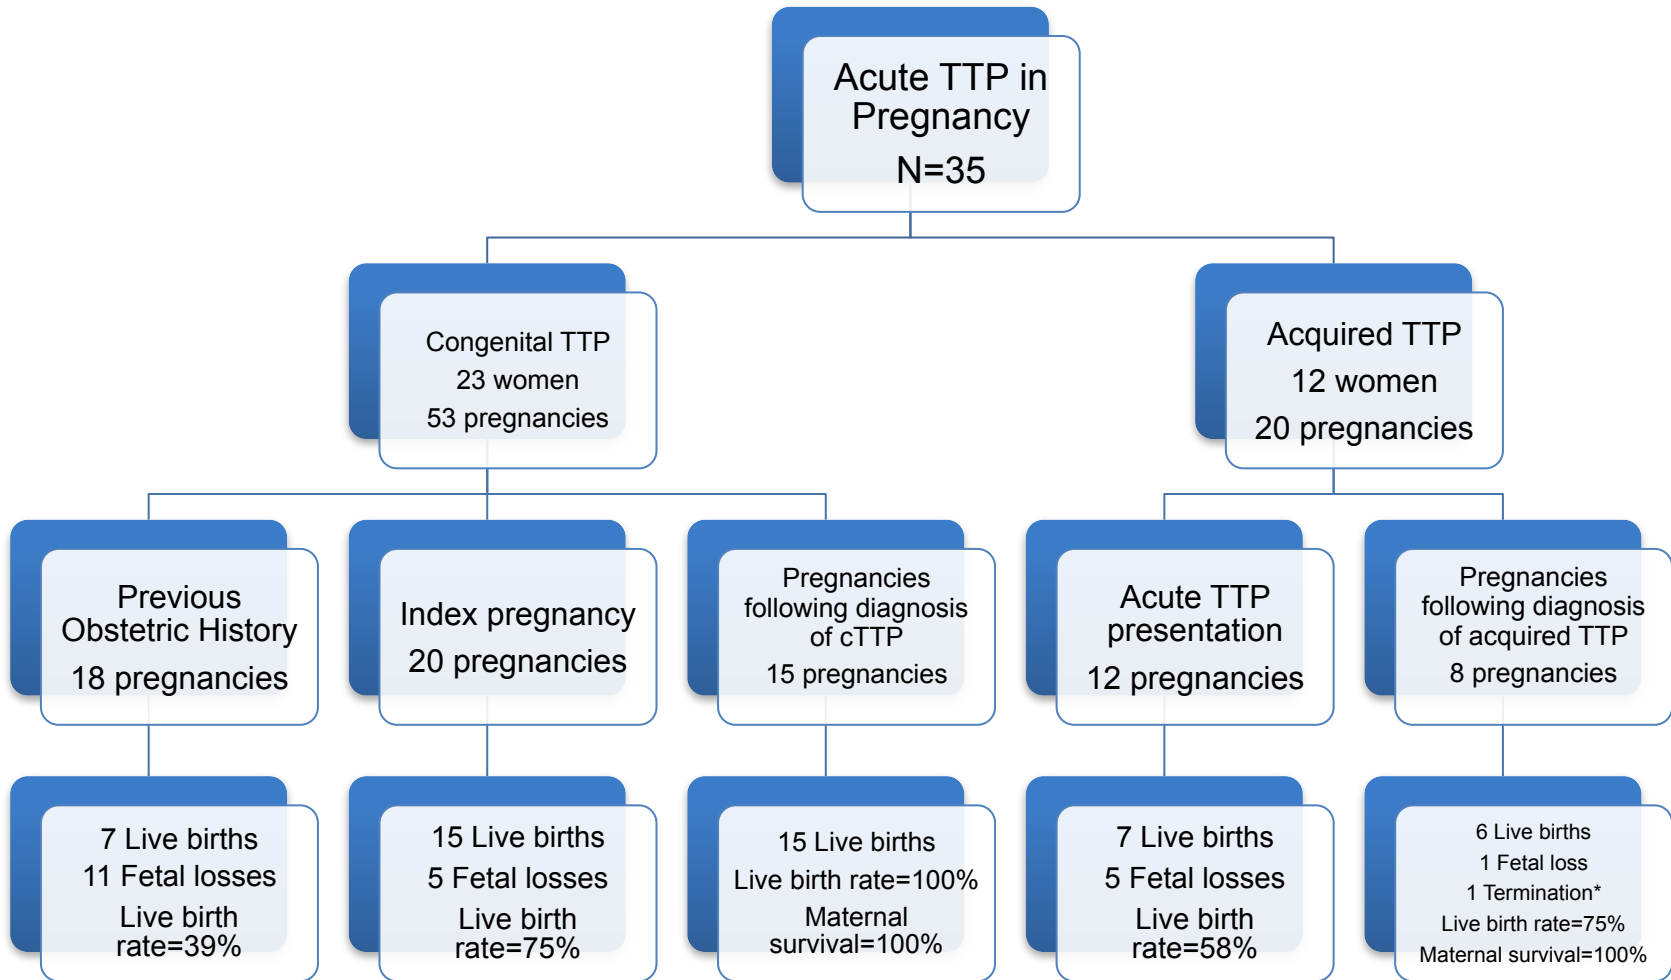 Acute TTP in
Pregnancy
N=35
Congenital TTP
23 women
53 pregnancies
Acquired TTP
12 women
20 pregnancies
Previous
Obstetric History
18 pregnancies
Index pregnancy
20 pregnancies
Pregnancies
following diagnosis
of cTTP
15 pregnancies
Acute TTP
presentation
12 pregnancies
Pregnancies
following diagnosis
of acquired TTP
8 pregnancies
7 Live births
11 Fetal losses
Live birth
rate=39%
15 Live births
5 Fetal losses
Live birth
rate=75%
15 Live births
Live birth rate=100%
Maternal
survival=100%
7 Live births
5 Fetal losses
Live birth
rate=58%
6 Live births
1 Fetal loss
1 Termination*
Live birth rate=75%
Maternal survival=100%